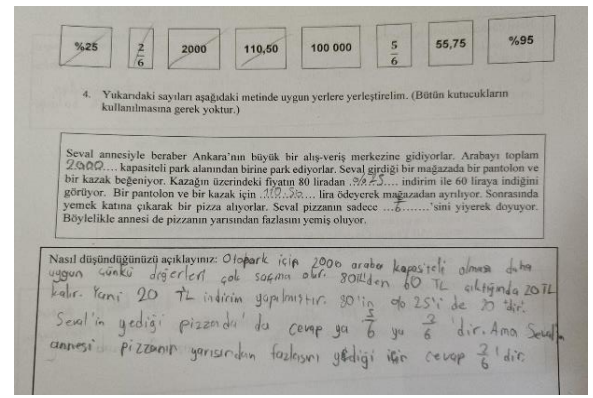 %25 2/6 2000 110,50 100 000 5/6 55,75 %95
4. Yukarıdaki sayıları aşağıdaki metinde uygun yerlere yerleştirelim. (Bütün kutucukların
kullanılmasına gerek yoktur.)
Seval annesiyle beraber Ankara'nın büyük bir alış-veriş merkezine gidiyorlar. Arabayı toplam
2000.... kapasiteli park alanından birine park ediyorlar. Seval girdiği bir mağazada bir pantolon ve
bir kazak beğeniyor. Kazağın üzerindeki fiyatın 80 liradan ..%25.... indirim ile 60 liraya indiğini
görüyor. Bir pantolon ve bir kazak için ..110,50.... lira ödeyerek mağazadan ayrılıyor. Sonrasında
yemek katına çıkarak bir pizza alıyorlar. Seval pizzanın sadece ...6........'sini yiyerek doyuyor.
Böylelikle annesi de pizzanın yarısından fazlasını yemiş oluyor.
Nasıl düşündüğünüzü açıklayınız: Otopark için 2000 araba kapasiteli olması daha
uygun çünkü diğerleri çok saçma olur. 80TL'den 60 TL çıktığında 20 TL
kalır. Yani 20 TL indirim yapılmıştır. 80'in %25'i de 20'dir.
Seval'in yediği pizzada da cevap ya 5/6 ya 2/6'dir. Ama Seval'in
annesi pizzanın yarısından fazlasını yediği için cevap 2/6'dir.